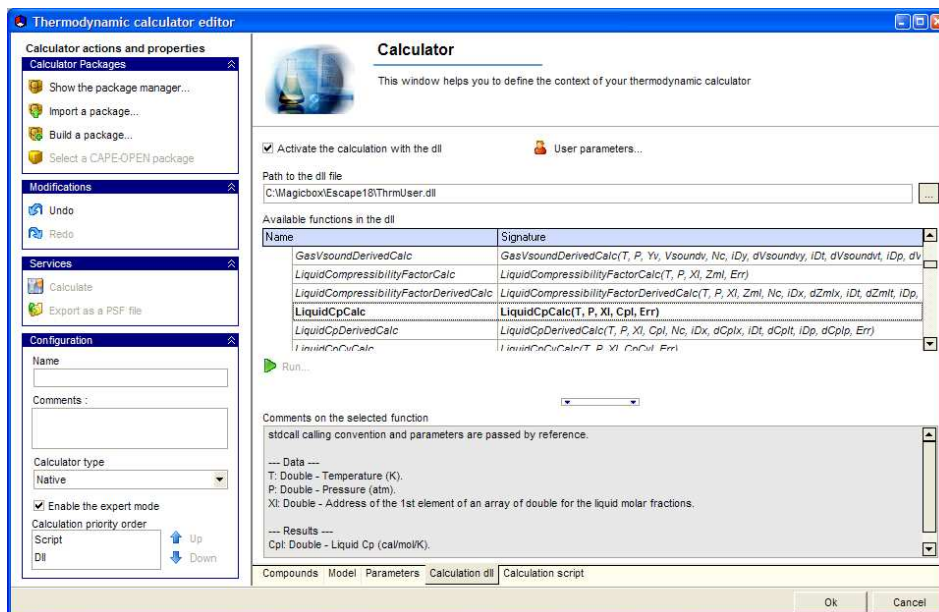 Thermodynamic calculator editor
Calculator actions and properties
Calculator Packages
Show the package manager...
Import a package...
Build a package...
Select a CAPE-OPEN package
Modifications
Undo
Redo
Services
Calculate
Export as a PSF file
Configuration
Name
Comments :
Calculator type
Native
Enable the expert mode
Calculation priority order
Script
Dll
Up
Down
Calculator
This window helps you to define the context of your thermodynamic calculator
Activate the calculation with the dll
User parameters...
Path to the dll file
C:\Magicbox\Escape18\ThrmUser.dll
...
Available functions in the dll
Name Signature
GasVsoundDerivedCalc GasVsoundDerivedCalc(T, P, Yv, Vsoundv, Nc, iDy, dVsoundvy, iDt, dVsoundvt, iDp, dV
LiquidCompressibilityFactorCalc LiquidCompressibilityFactorCalc(T, P, Xl, Zml, Err)
LiquidCompressibilityFactorDerivedCalc LiquidCompressibilityFactorDerivedCalc(T, P, Xl, Zml, Nc, iDx, dZmlx, iDt, dZmlt, iDp,
LiquidCpCalc LiquidCpCalc(T, P, Xl, Cpl, Err)
LiquidCpDerivedCalc LiquidCpDerivedCalc(T, P, Xl, Cpl, Nc, iDx, dCplx, iDt, dCplt, iDp, dCplp, Err)
LiquidCpCvCalc LiquidCpCvCalc(T, P, Xl, CpCvl, Err)
Run...
Comments on the selected function
stdcall calling convention and parameters are passed by reference.
--- Data ---
T: Double - Temperature (K).
P: Double - Pressure (atm).
Xl: Double - Address of the 1st element of an array of double for the liquid molar fractions.
--- Results ---
Cpl: Double - Liquid Cp (cal/mol/K).
Compounds Model Parameters Calculation dll Calculation script
Ok Cancel